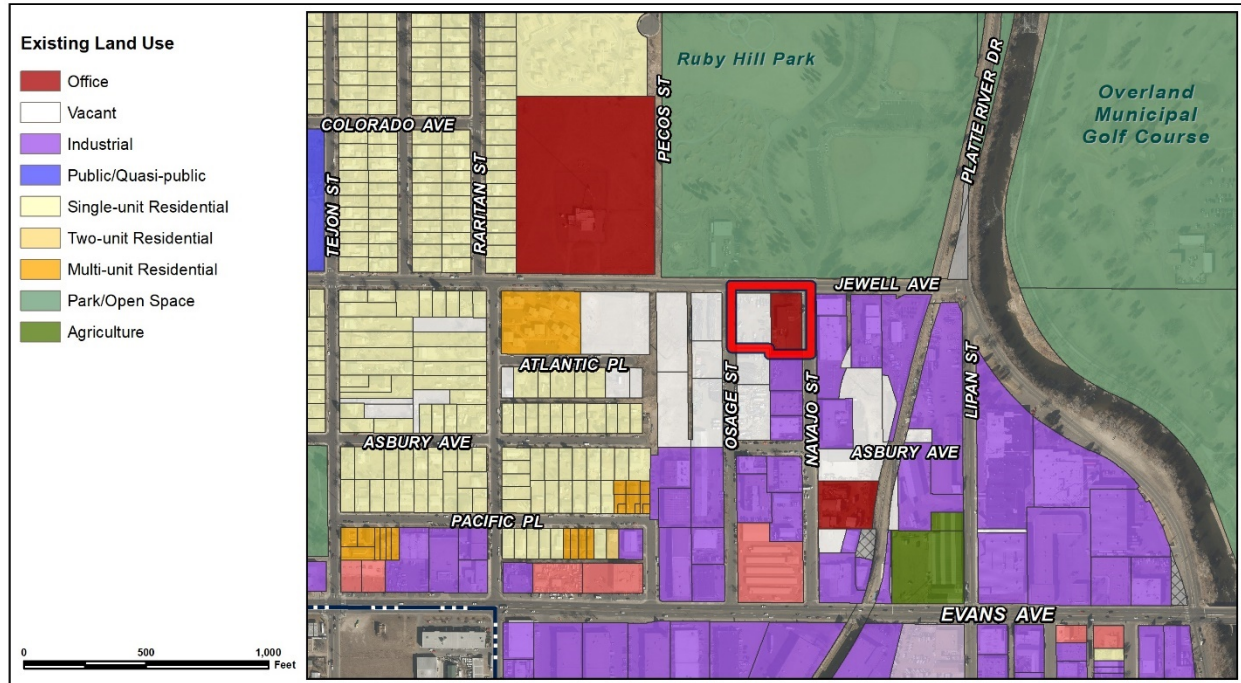 Existing Land Use
Office
Vacant
Industrial
Public/Quasi-public
Single-unit Residential
Two-unit Residential
Multi-unit Residential
Park/Open Space
Agriculture
0 500 1,000
Feet
Ruby Hill Park
Overland
Municipal
Golf Course
COLORADO AVE
TEJON ST
RARITAN ST
PECOS ST
PLATTE RIVER DR
JEWELL AVE
ATLANTIC PL
OSAGE ST
NAVAJO ST
LIPAN ST
ASBURY AVE
ASBURY AVE
PACIFIC PL
EVANS AVE